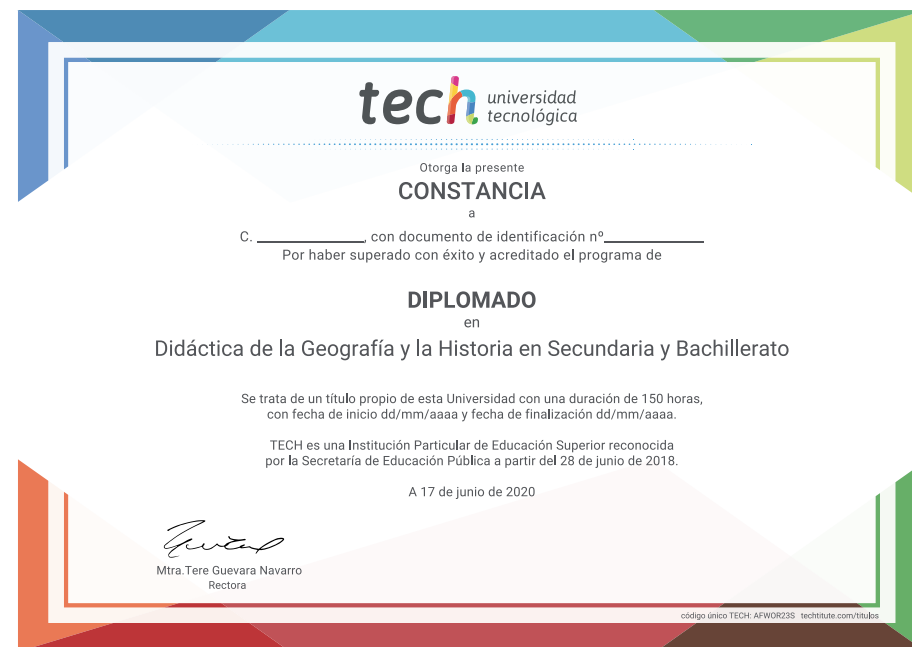 tech universidad
tecnológica
Otorga la presente
CONSTANCIA
a
C. ______________, con documento de identificación nº_____________
Por haber superado con éxito y acreditado el programa de
DIPLOMADO
en
Didáctica de la Geografía y la Historia en Secundaria y Bachillerato
Se trata de un título propio de esta Universidad con una duración de 150 horas,
con fecha de inicio dd/mm/aaaa y fecha de finalización dd/mm/aaaa.
TECH es una Institución Particular de Educación Superior reconocida
por la Secretaría de Educación Pública a partir del 28 de junio de 2018.
A 17 de junio de 2020
Mtra.Tere Guevara Navarro
Rectora
código único TECH: AFWOR23S techtitute.com/titulos